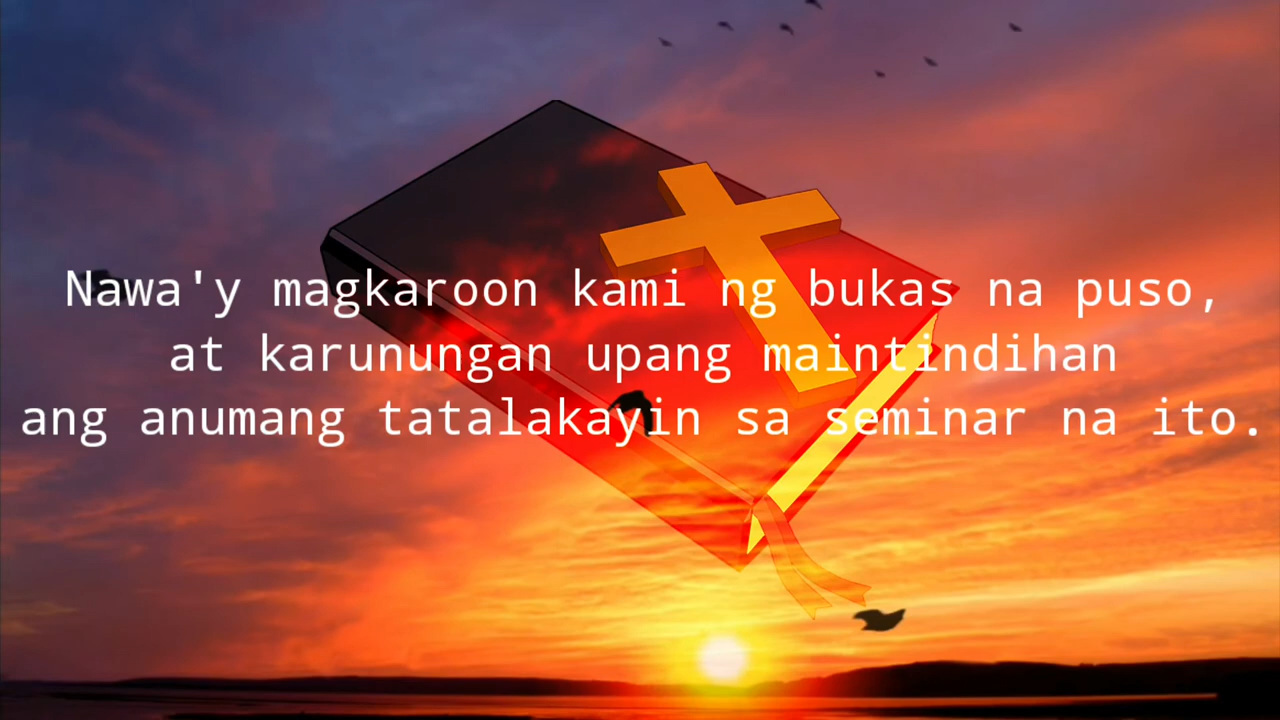 Nawa'y magkaroon kami ng bukas na puso,
at karunungan upang maintindihan
ang anumang tatalakayin sa seminar na ito.